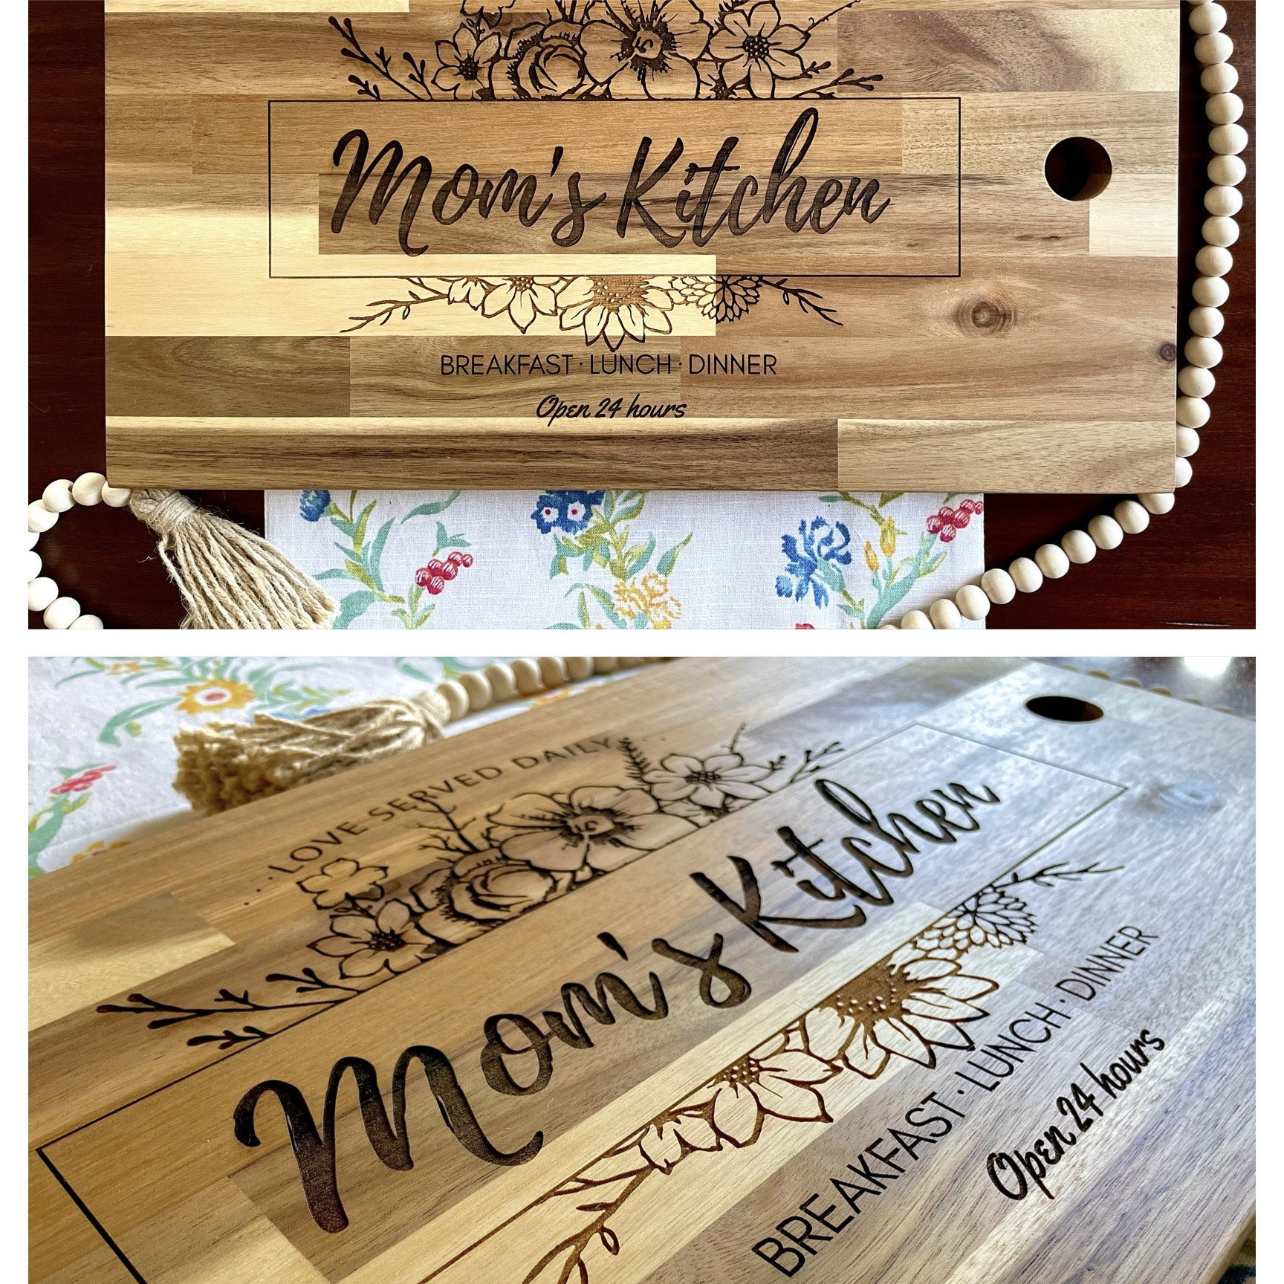 Mom's Kitchen
BREAKFAST · LUNCH · DINNER
Open 24 hours
LOVE SERVED DAILY
Mom's Kitchen
BREAKFAST · LUNCH · DINNER
Open 24 hours